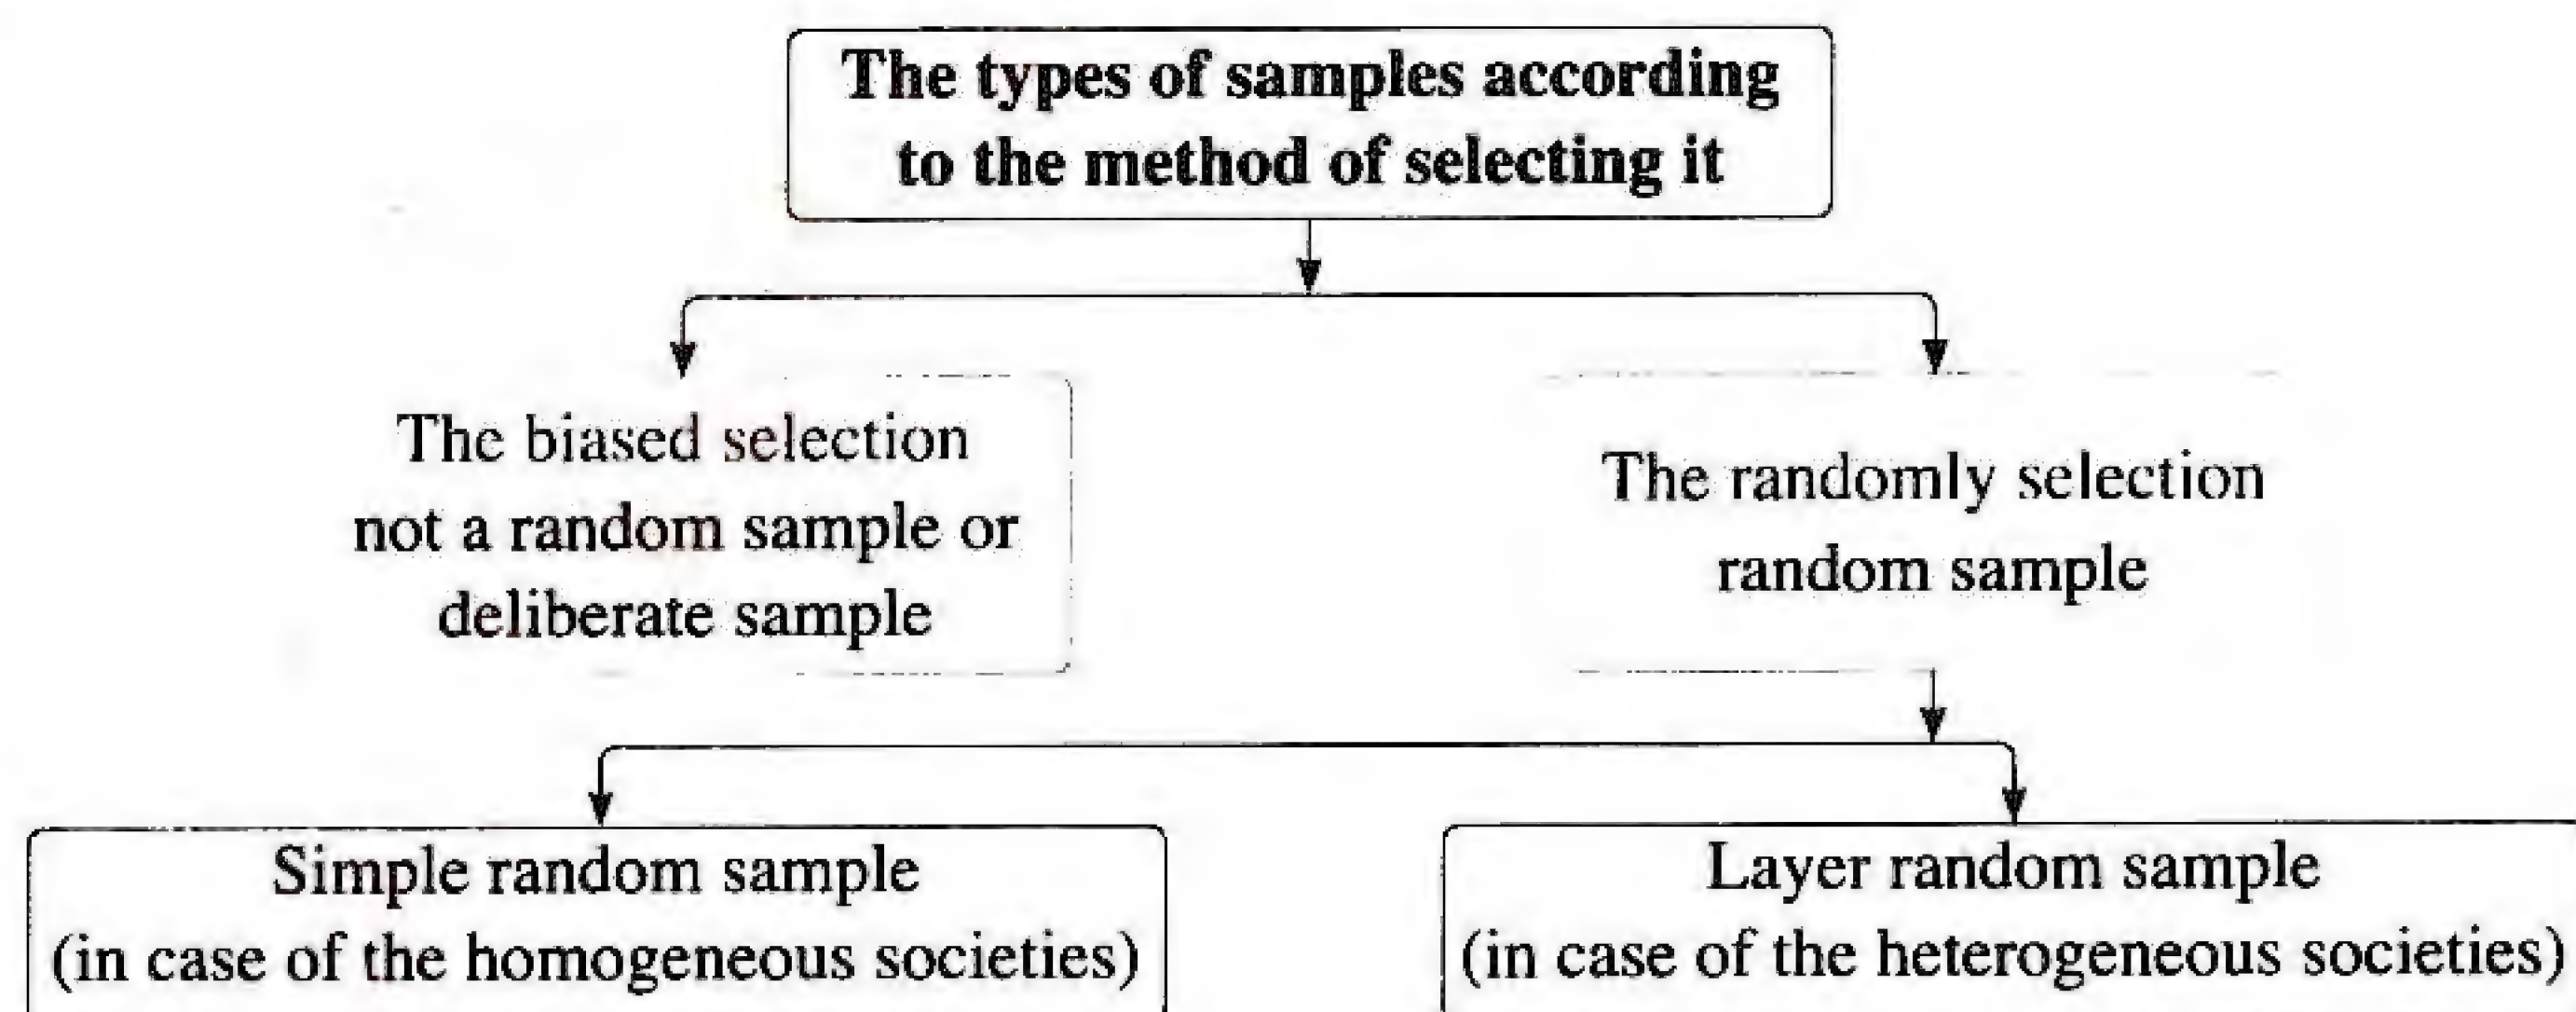 The types of samples according
to the method of selecting it
The biased selection
not a random sample or
deliberate sample
The randomly selection
random sample
Simple random sample
(in case of the homogeneous societies)
Layer random sample
(in case of the heterogeneous societies)